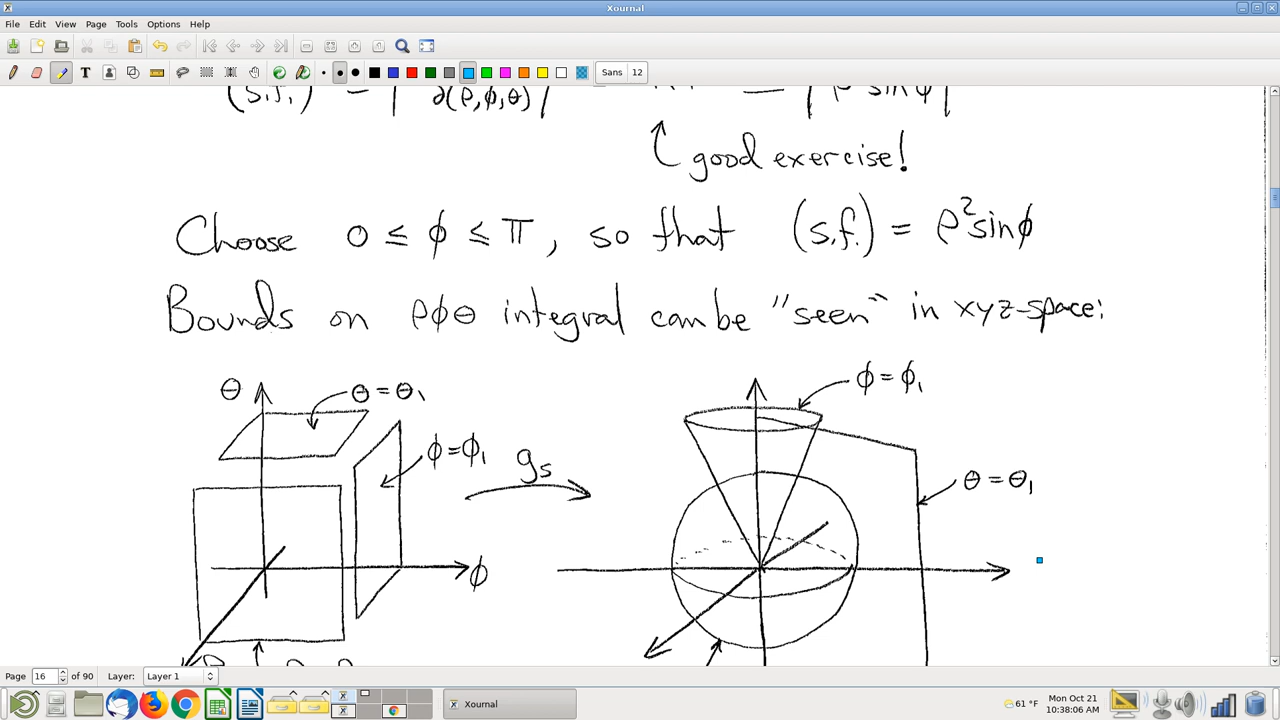 Xournal
File Edit View Page Tools Options Help
Sans 12
(s.f.) = | ∂(ρ,φ,θ) | = = | ρ² sin φ |
good exercise!
Choose 0 ≤ φ ≤ π, so that (s.f.) = ρ² sin φ
Bounds on ρφθ integral can be "seen" in xyz-space:
θ
θ = θ₁
φ = φ₁
g_s
φ
φ = φ₁
θ = θ₁
Page 16 of 90 Layer: Layer 1
Xournal
61 °F
Mon Oct 21
10:38:06 AM